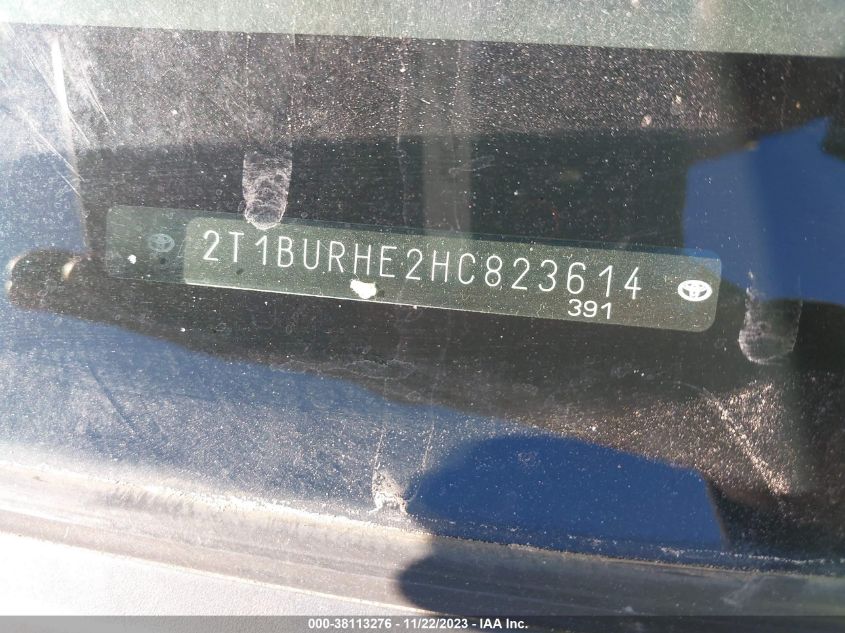 2T1BURHE2HC823614
391
000-38113276 - 11/22/2023 - IAA Inc.